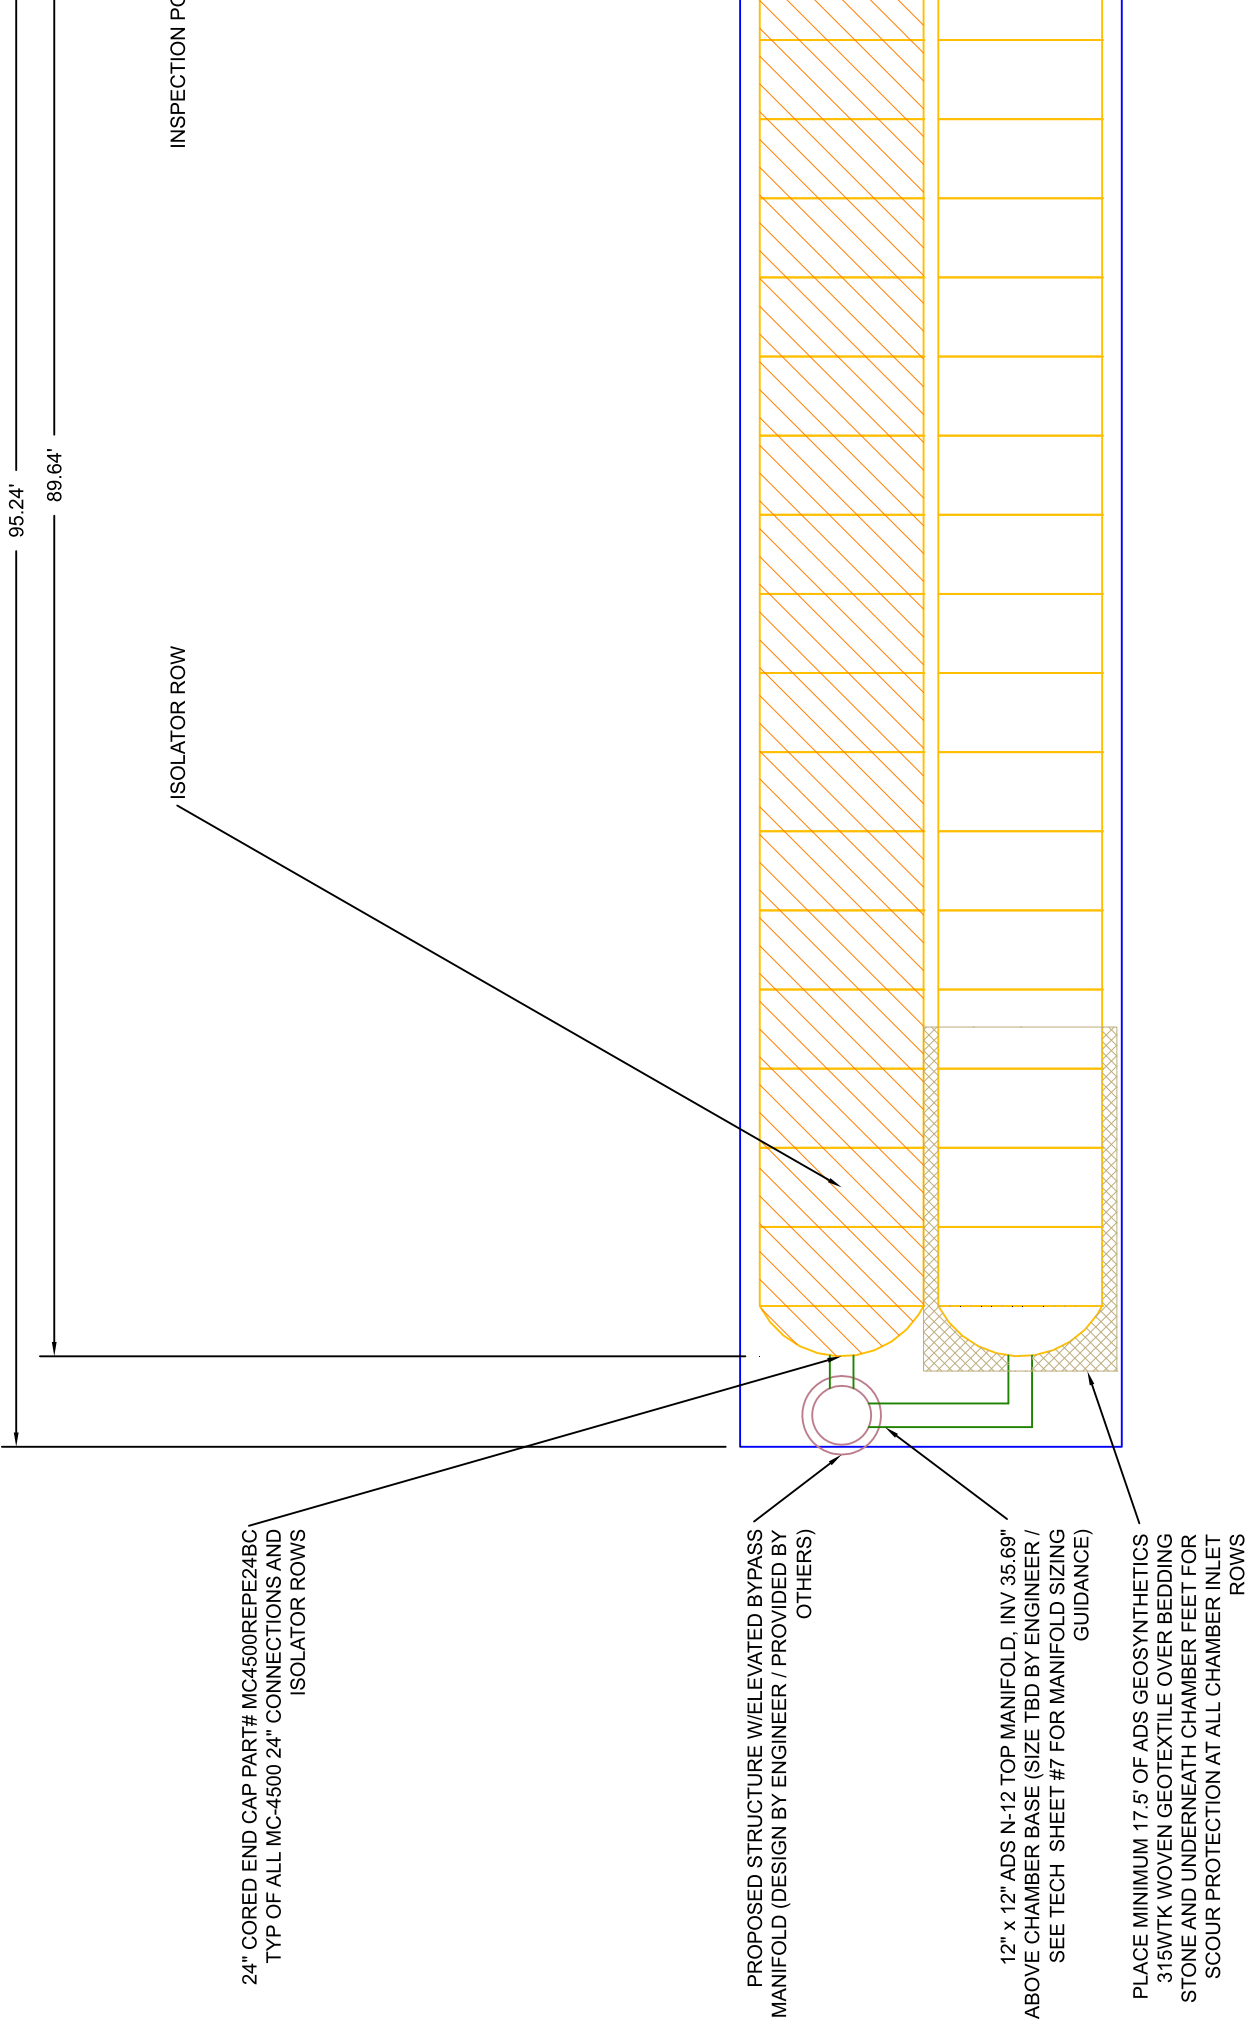 95.24'
89.64'
INSPECTION
ISOLATOR ROW
24" CORED END CAP PART# MC4500REPE24BC
TYP OF ALL MC-4500 24" CONNECTIONS AND
ISOLATOR ROWS
PROPOSED STRUCTURE W/ELEVATED BYPASS
MANIFOLD (DESIGN BY ENGINEER / PROVIDED BY
OTHERS)
12" x 12" ADS N-12 TOP MANIFOLD, INV 35.69"
ABOVE CHAMBER BASE (SIZE TBD BY ENGINEER /
SEE TECH SHEET #7 FOR MANIFOLD SIZING
GUIDANCE)
PLACE MINIMUM 17.5' OF ADS GEOSYNTHETICS
315WTK WOVEN GEOTEXTILE OVER BEDDING
STONE AND UNDERNEATH CHAMBER FEET FOR
SCOUR PROTECTION AT ALL CHAMBER INLET
ROWS